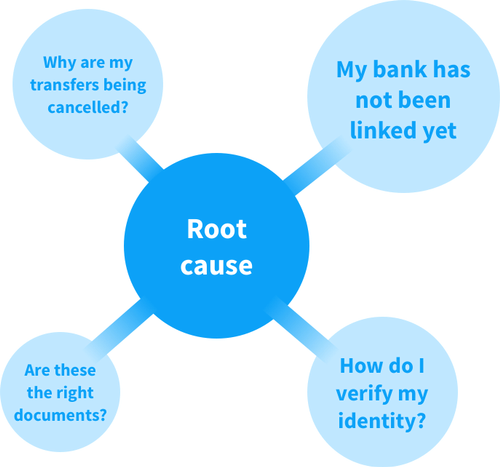 Why are my
transfers being
cancelled?
My bank has
not been
linked yet
Root
cause
Are these
the right
documents?
How do I
verify my
identity?